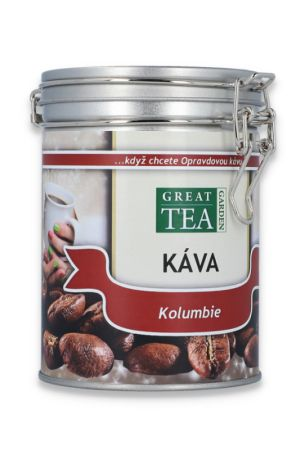 ...když chcete Opravdovou kávu
GREAT
TEA
GARDEN
KÁVA
Kolumbie